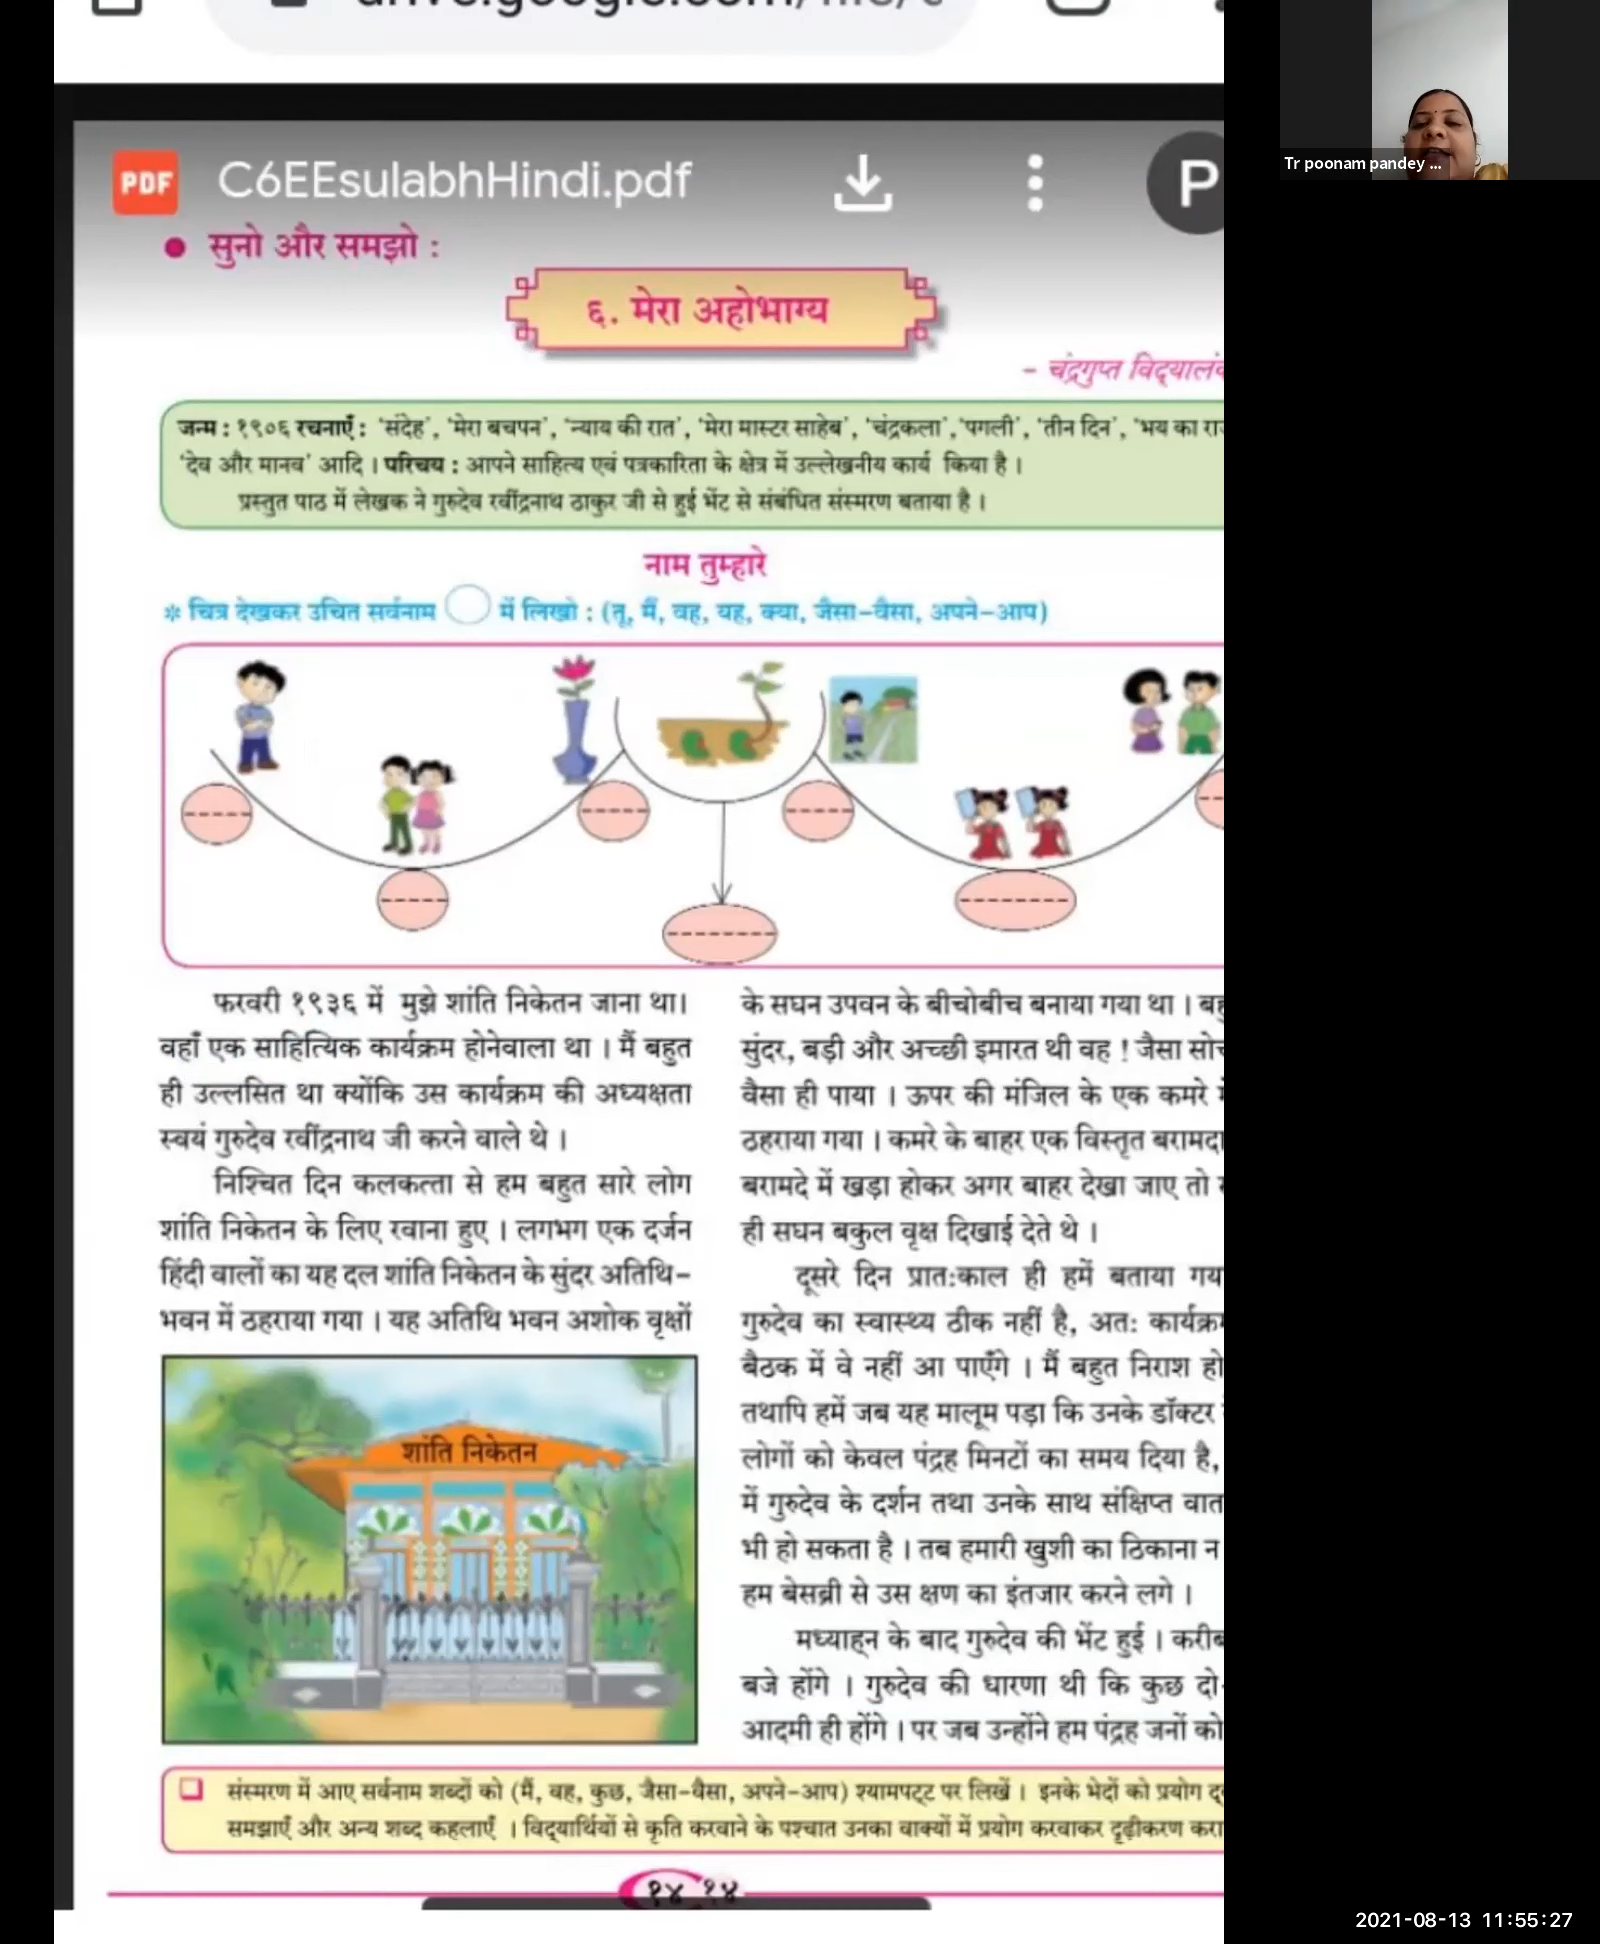 PDF C6EEsulabhHindi.pdf P
Tr poonam pandey ...
● सुनो और समझो :
६. मेरा अहोभाग्य
- चंद्रगुप्त
जन्म : १९०६ रचनाएँ : ‘संदेह’, ‘मेरा बचपन’, ‘न्याय की रात’, ‘मेरा मास्टर साहेब’, ‘चंद्रकला’, ‘पगली’, ‘तीन दिन’, ‘भय का
‘देव और मानव’ आदि । परिचय : आपने साहित्य एवं पत्रकारिता के क्षेत्र में उल्लेखनीय कार्य किया है ।
प्रस्तुत पाठ में लेखक ने गुरुदेव रवींद्रनाथ ठाकुर जी से हुई भेंट से संबंधित संस्मरण बताया है ।
नाम तुम्हारे
* चित्र देखकर उचित सर्वनाम में लिखो : (तू, मैं, वह, यह, क्या, जैसा-वैसा, अपने-आप)
फरवरी १९३६ में मुझे शांति निकेतन जाना था।
वहाँ एक साहित्यिक कार्यक्रम होनेवाला था । मैं बहुत
ही उल्लसित था क्योंकि उस कार्यक्रम की अध्यक्षता
स्वयं गुरुदेव रवींद्रनाथ जी करने वाले थे ।
निश्चित दिन कलकत्ता से हम बहुत सारे लोग
शांति निकेतन के लिए रवाना हुए । लगभग एक दर्जन
हिंदी वालों का यह दल शांति निकेतन के सुंदर अतिथि-
भवन में ठहराया गया । यह अतिथि भवन अशोक वृक्षों
शांति निकेतन
के सघन उपवन के बीचोबीच बनाया गया था ।
सुंदर, बड़ी और अच्छी इमारत थी वह ! जैसा
वैसा ही पाया । ऊपर की मंजिल के एक कमरे
ठहराया गया । कमरे के बाहर एक विस्तृत बरामदा
बरामदे में खड़ा होकर अगर बाहर देखा जाए तो
ही सघन बकुल वृक्ष दिखाई देते थे ।
दूसरे दिन प्रात:काल ही हमें बताया
गुरुदेव का स्वास्थ्य ठीक नहीं है, अत:
बैठक में वे नहीं आ पाएँगे । मैं बहुत निराश हो
तथापि हमें जब यह मालूम पड़ा कि उनके डॉक्टर
लोगों को केवल पंद्रह मिनटों का समय दिया है,
में गुरुदेव के दर्शन तथा उनके साथ संक्षिप्त
भी हो सकता है । तब हमारी खुशी का ठिकाना न
हम बेसब्री से उस क्षण का इंतजार करने लगे ।
मध्याह्न के बाद गुरुदेव की भेंट हुई ।
बजे होंगे । गुरुदेव की धारणा थी कि कुछ दो-
आदमी ही होंगे । पर जब उन्होंने हम पंद्रह जनों को
संस्मरण में आए सर्वनाम शब्दों को (मैं, वह, कुछ, जैसा-वैसा, अपने-आप) श्यामपट्ट पर लिखें । इनके भेदों को प्रयोग
समझाएँ और अन्य शब्द कहलाएँ । विद्यार्थियों से कृति करवाने के पश्चात उनका वाक्यों में प्रयोग करवाकर दृढ़ीकरण
१४ १४
2021-08-13 11:55:27